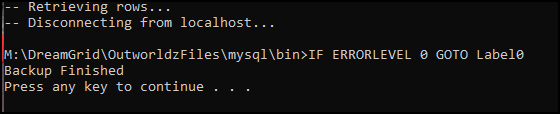 -- Retrieving rows...
-- Disconnecting from localhost...
M:\DreamGrid\OutworldzFiles\mysql\bin>IF ERRORLEVEL 0 GOTO Label0
Backup Finished
Press any key to continue . . .